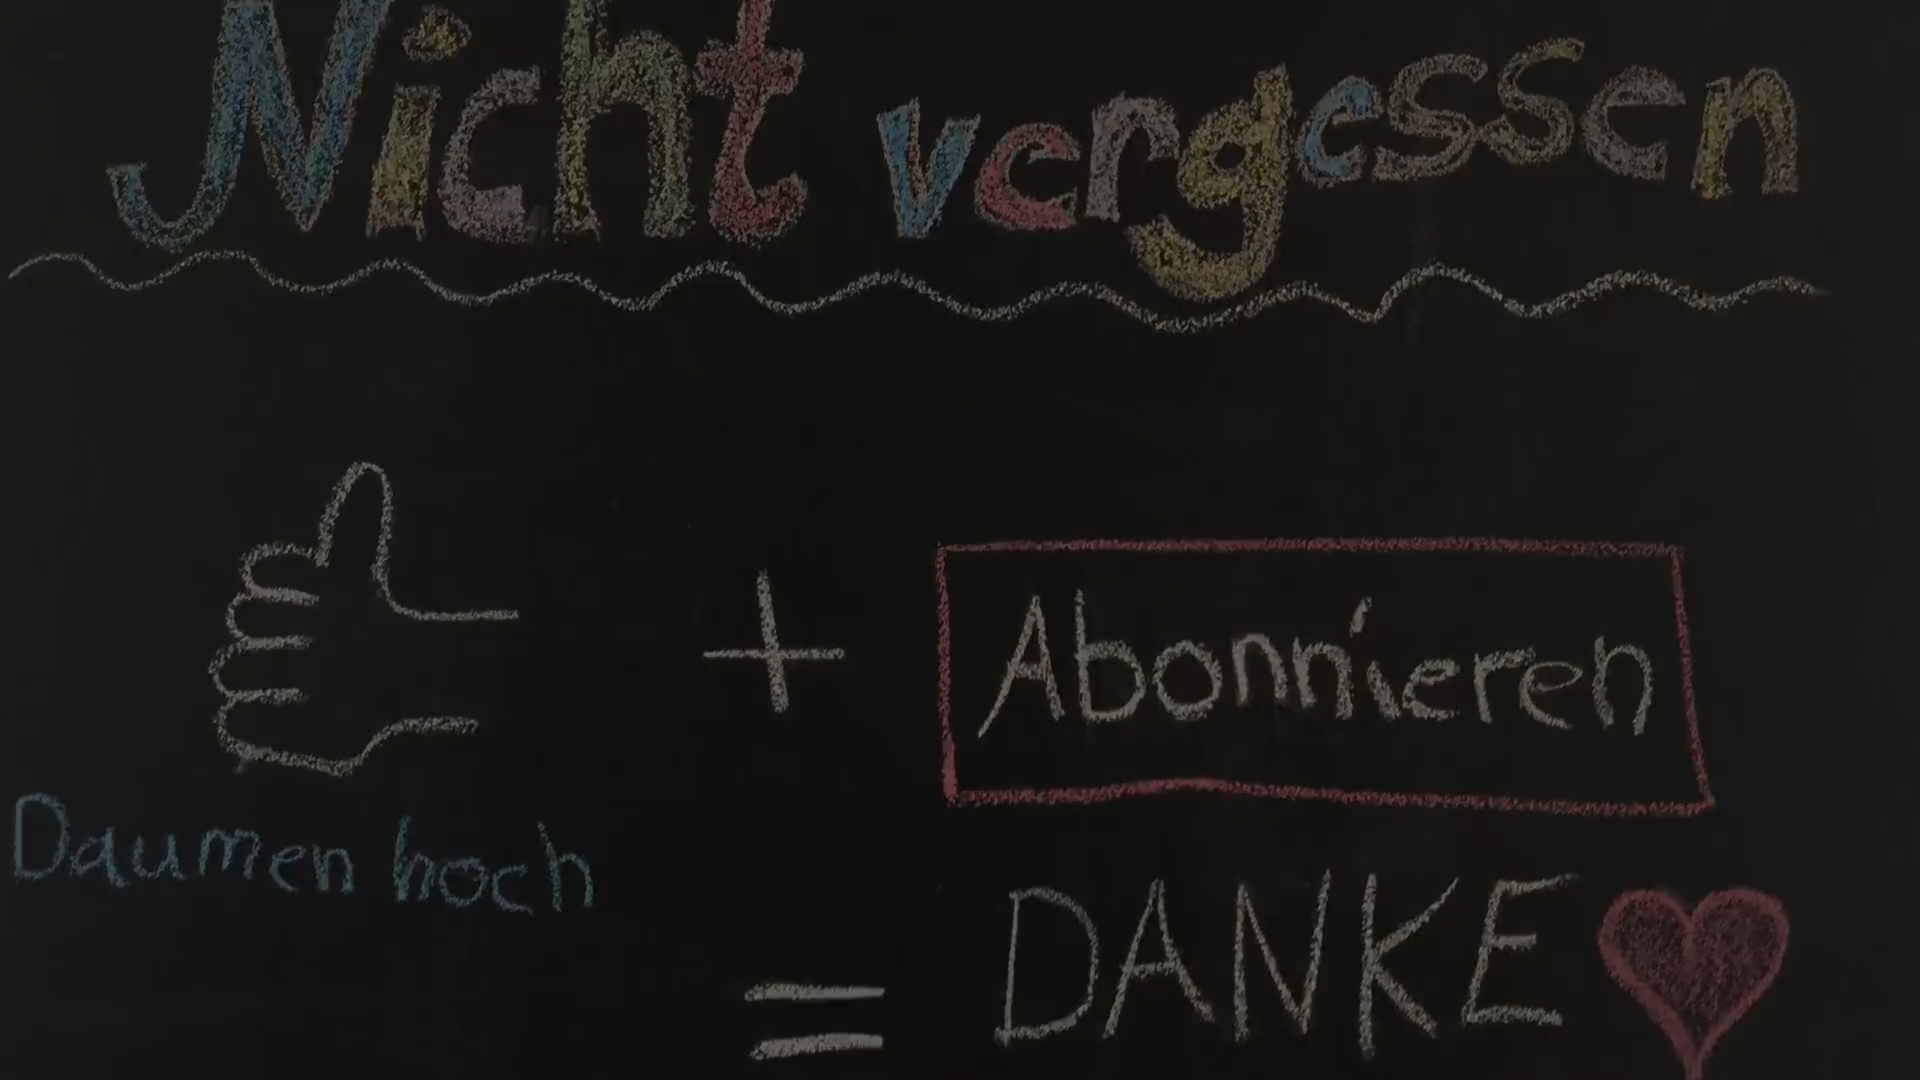 Nicht vergessen
+ Abonnieren
Daumen hoch
= DANKE